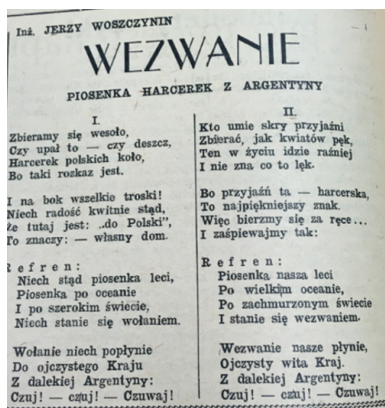 Inż. JERZY WOSZCZYNIN
WEZWANIE
PIOSENKA HARCEREK Z ARGENTYNY
I.
Zbieramy się wesoło,
Czy upał to — czy deszcz,
Harcerek polskich koło,
Bo taki rozkaz jest.
I na bok wszelkie troski!
Niech radość kwitnie stąd,
Że tutaj jest: „do Polski",
To znaczy: — własny dom.
Refren:
Niech stąd piosenka leci,
Piosenka po oceanie
I po szerokim świecie,
Niech stanie się wołaniem.
Wołanie niech popłynie
Do ojczystego Kraju
Z dalekiej Argentyny:
Czuj! — czuj! — Czuwaj!
II.
Kto umie skry przyjaźni
Zbierać, jak kwiatów pęk,
Ten w życiu idzie raźniej
I nie zna co to lęk.
Bo przyjaźń ta — harcerska,
To najpiękniejszy znak.
Więc bierzmy się za ręce...
I zaśpiewajmy tak:
Refren:
Piosenka nasza leci
Po wielkim oceanie,
Po zachmurzonym świecie
I stanie się wezwaniem.
Wezwanie nasze płynie,
Ojczysty wita Kraj.
Z dalekiej Argentyny:
Czuj! — czuj! — Czuwaj!